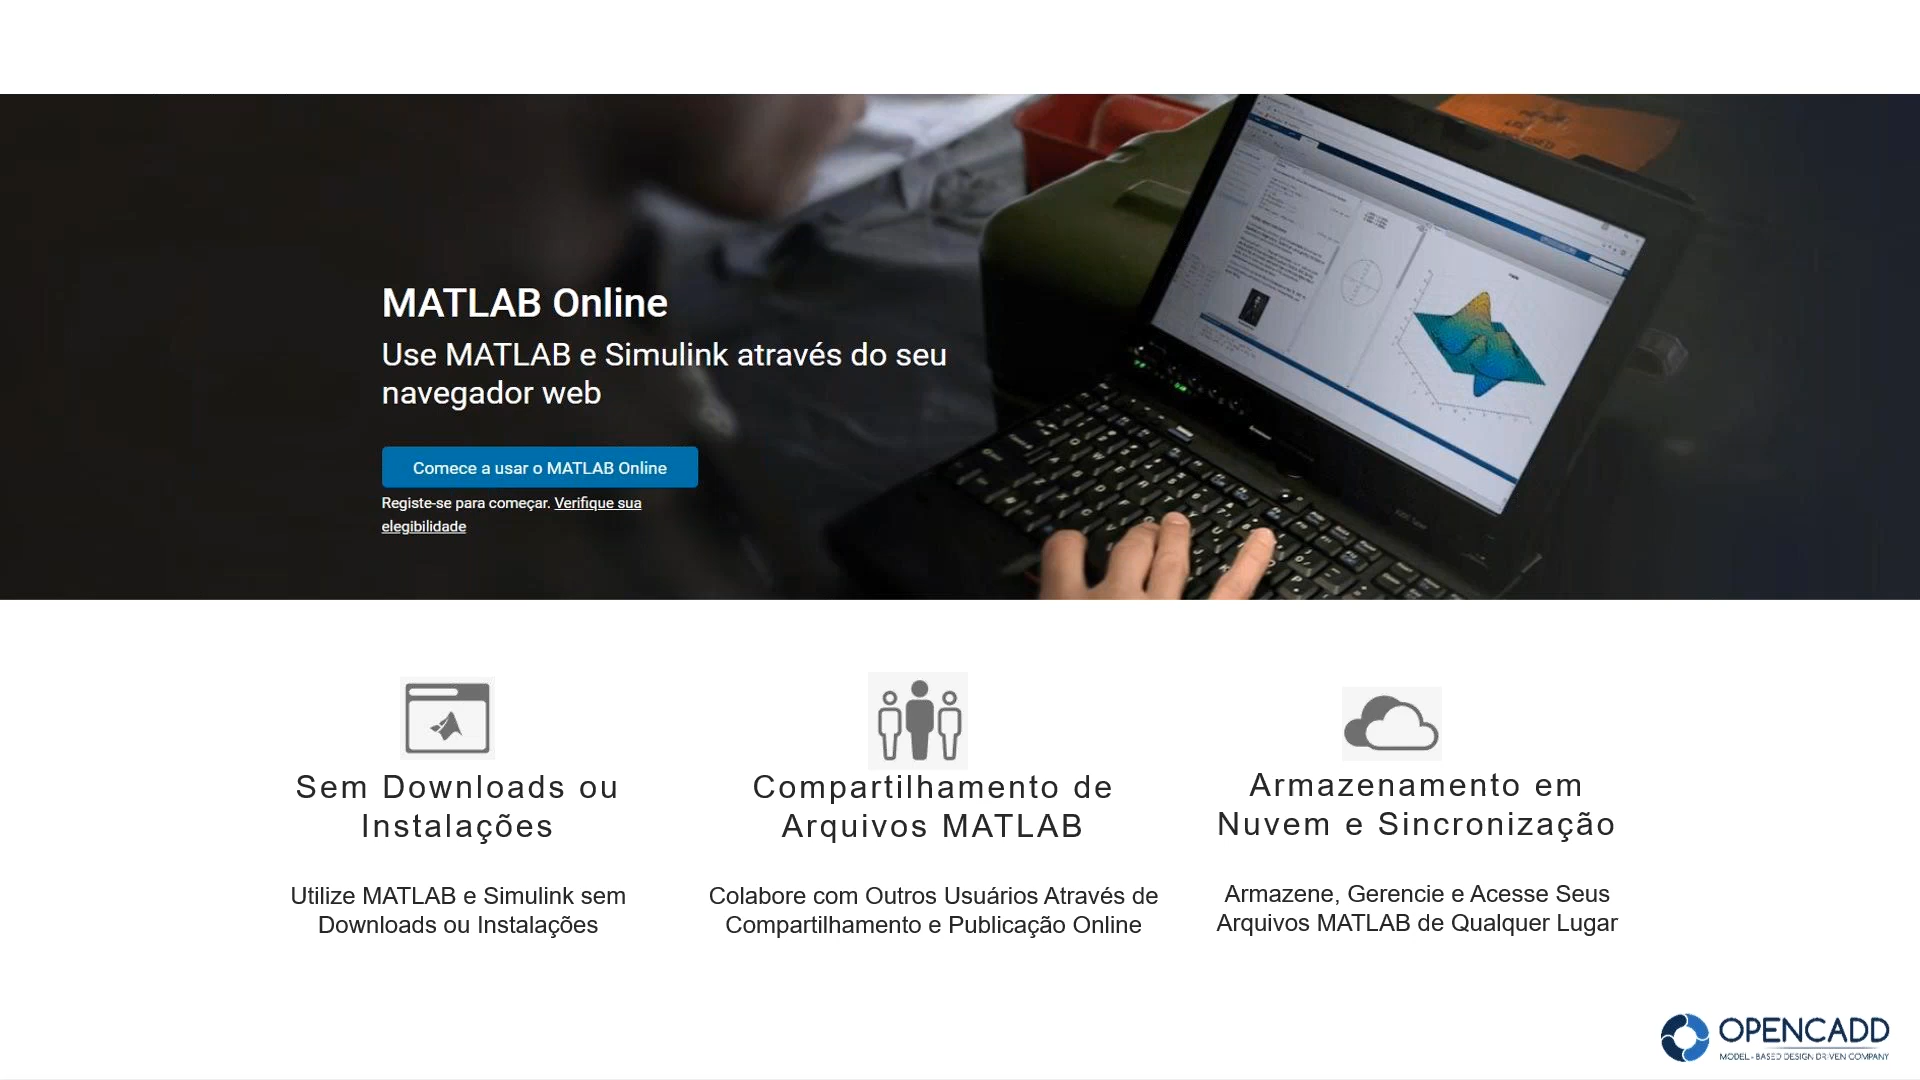 MATLAB Online
Use MATLAB e Simulink através do seu
navegador web
Comece a usar o MATLAB Online
Registe-se para começar. Verifique sua
elegibilidade
Sem Downloads ou
Instalações
Utilize MATLAB e Simulink sem
Downloads ou Instalações
Compartilhamento de
Arquivos MATLAB
Colabore com Outros Usuários Através de
Compartilhamento e Publicação Online
Armazenamento em
Nuvem e Sincronização
Armazene, Gerencie e Acesse Seus
Arquivos MATLAB de Qualquer Lugar
OPENCADD
MODEL-BASED DESIGN DRIVEN COMPANY